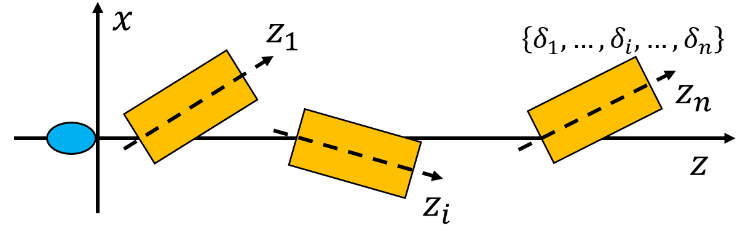 x
z₁
{δ₁, …, δᵢ, …, δₙ}
zₙ
z
zᵢ